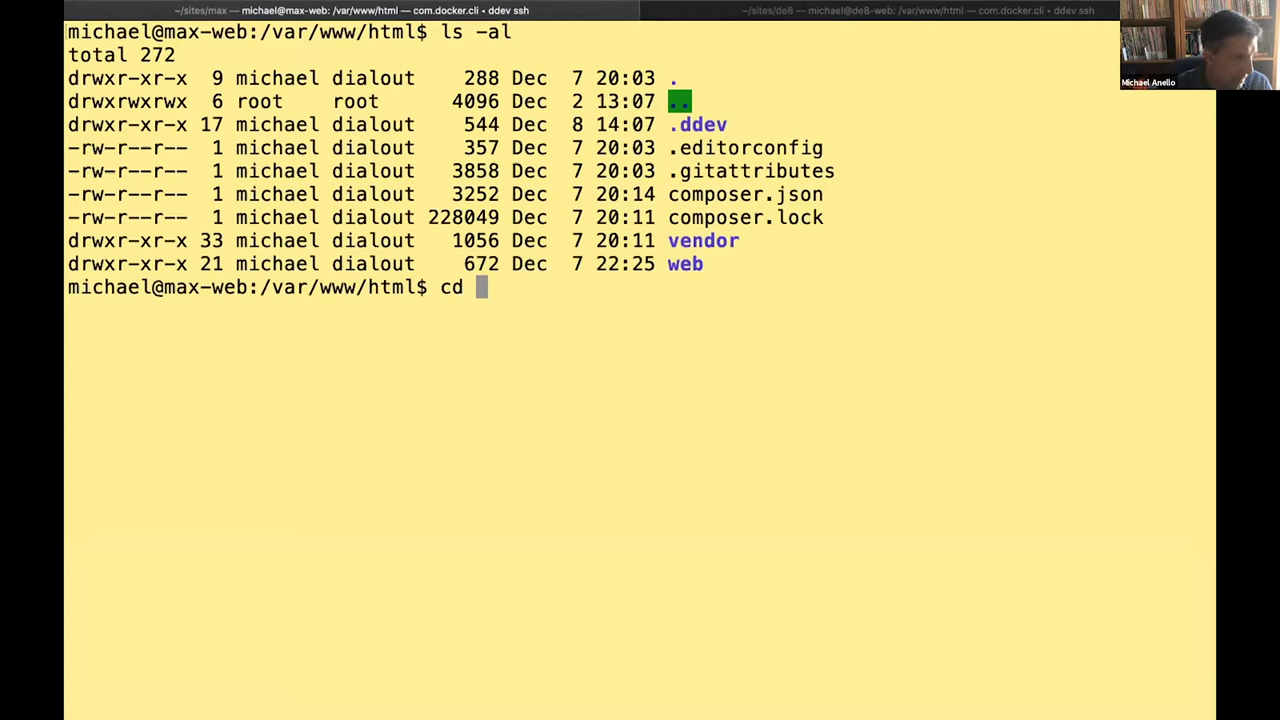 ~/sites/max — michael@max-web: /var/www/html — com.docker.cli • ddev ssh
~/sites/de8 — michael@de8-web: /var/www/html — com.docker.cli • ddev ssh
michael@max-web:/var/www/html$ ls -al
total 272
drwxr-xr-x 9 michael dialout 288 Dec 7 20:03 .
drwxrwxrwx 6 root root 4096 Dec 2 13:07 ..
drwxr-xr-x 17 michael dialout 544 Dec 8 14:07 .ddev
-rw-r--r-- 1 michael dialout 357 Dec 7 20:03 .editorconfig
-rw-r--r-- 1 michael dialout 3858 Dec 7 20:03 .gitattributes
-rw-r--r-- 1 michael dialout 3252 Dec 7 20:14 composer.json
-rw-r--r-- 1 michael dialout 228049 Dec 7 20:11 composer.lock
drwxr-xr-x 33 michael dialout 1056 Dec 7 20:11 vendor
drwxr-xr-x 21 michael dialout 672 Dec 7 22:25 web
michael@max-web:/var/www/html$ cd
Michael Anello